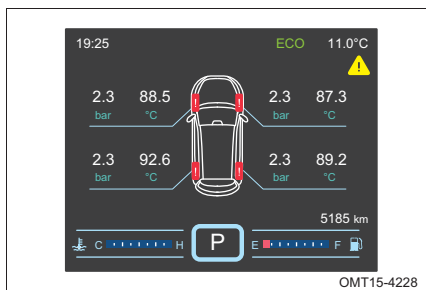 19:25 ECO 11.0°C
2.3 88.5 2.3 87.3
bar °C bar °C
2.3 92.6 2.3 89.2
bar °C bar °C
5185 km
C H P E F
OMT15-4228